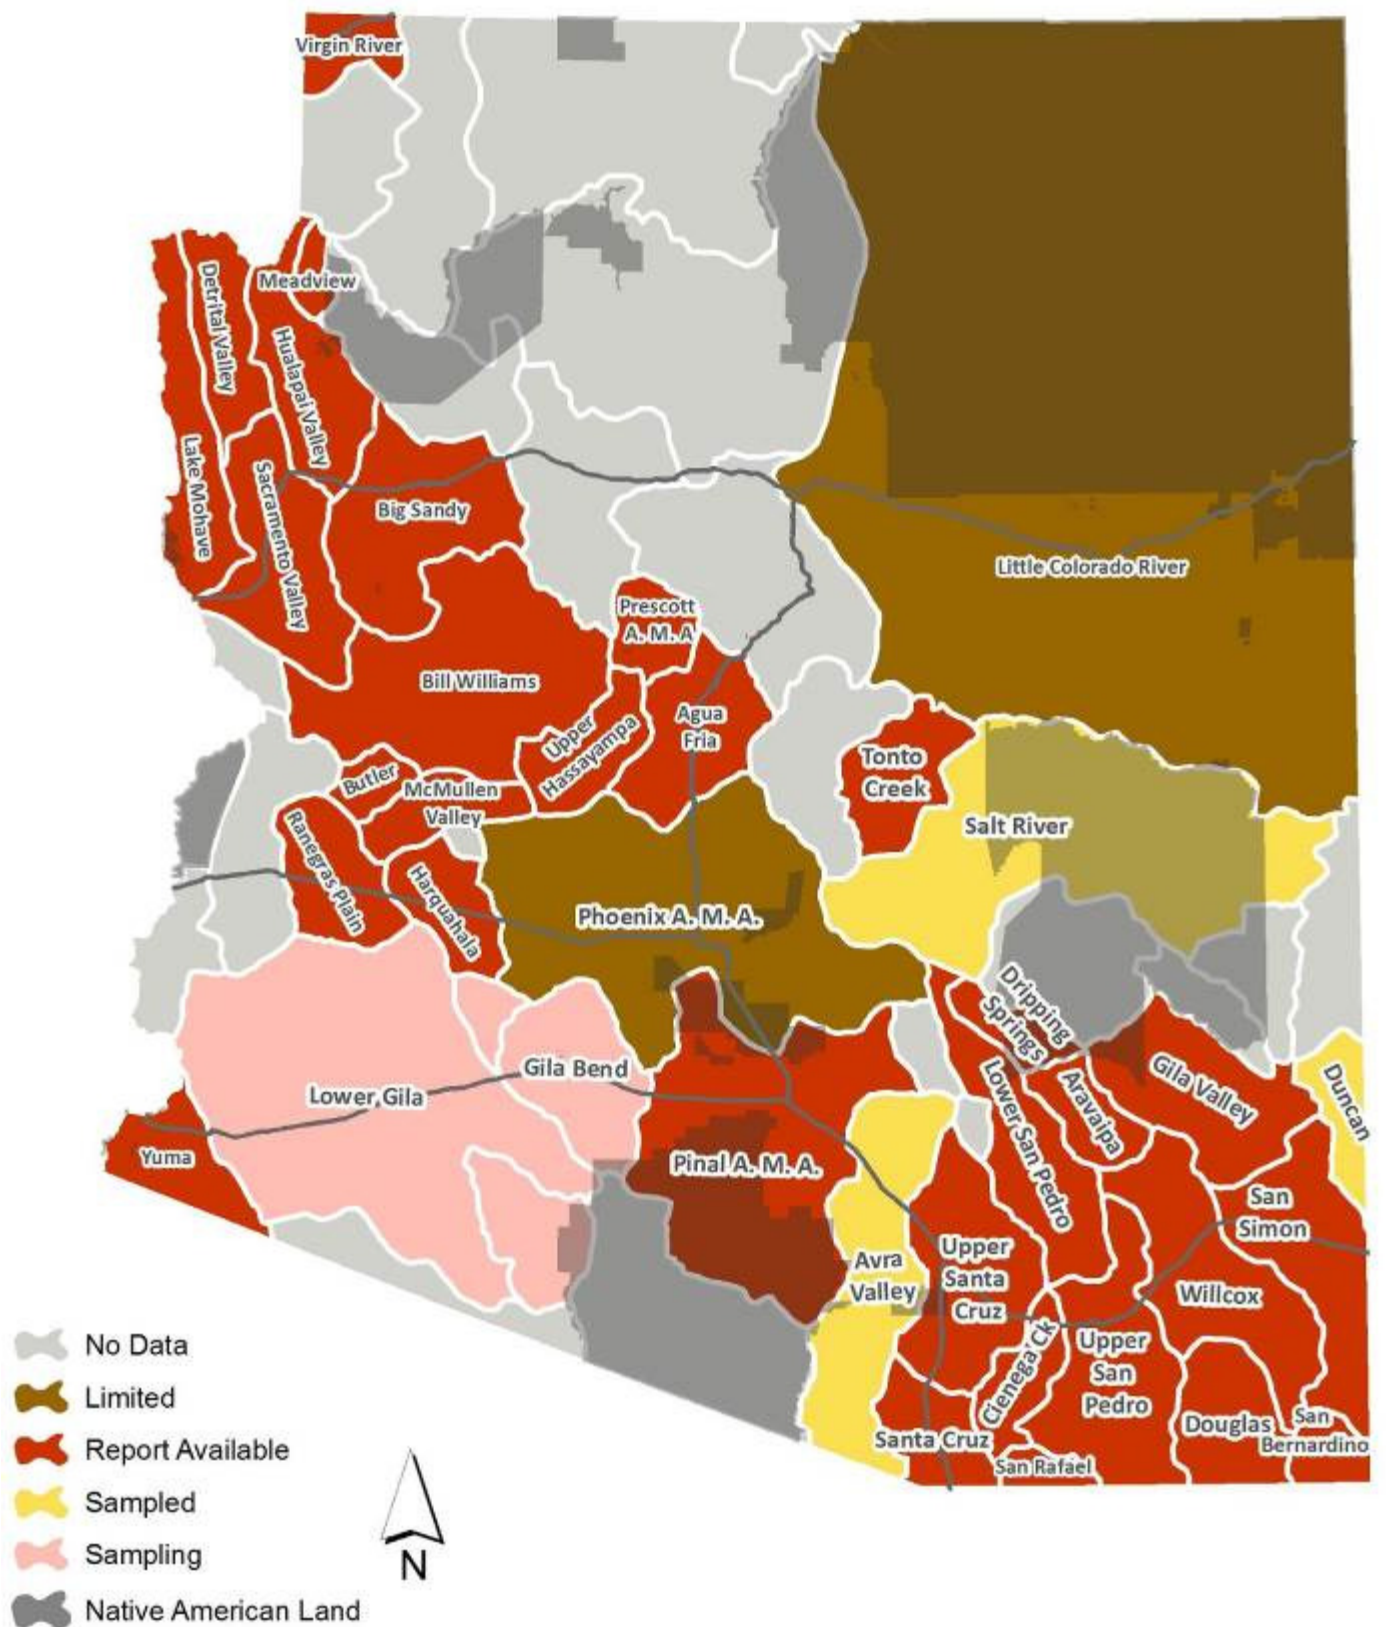 Virgin River
Meadview
Detrital Valley
Hualapai Valley
Lake Mohave
Sacramento Valley
Big Sandy
Little Colorado River
Prescott
A. M. A
Bill Williams
Upper
Hassayampa
Agua
Fria
Tonto
Creek
Butler
McMullen
Valley
Salt River
Ranegras Plain
Harquahala
Phoenix A. M. A.
Dripping
Springs
Gila Bend
Lower Gila
Lower San Pedro
Aravaipa
Gila Valley
Duncan
Yuma
Pinal A. M. A.
San
Simon
Avra
Valley
Upper
Santa
Cruz
Willcox
Cienega Ck
Upper
San
Pedro
Douglas
San
Bernardino
Santa Cruz
San Rafael
No Data
Limited
Report Available
Sampled
Sampling
Native American Land
N